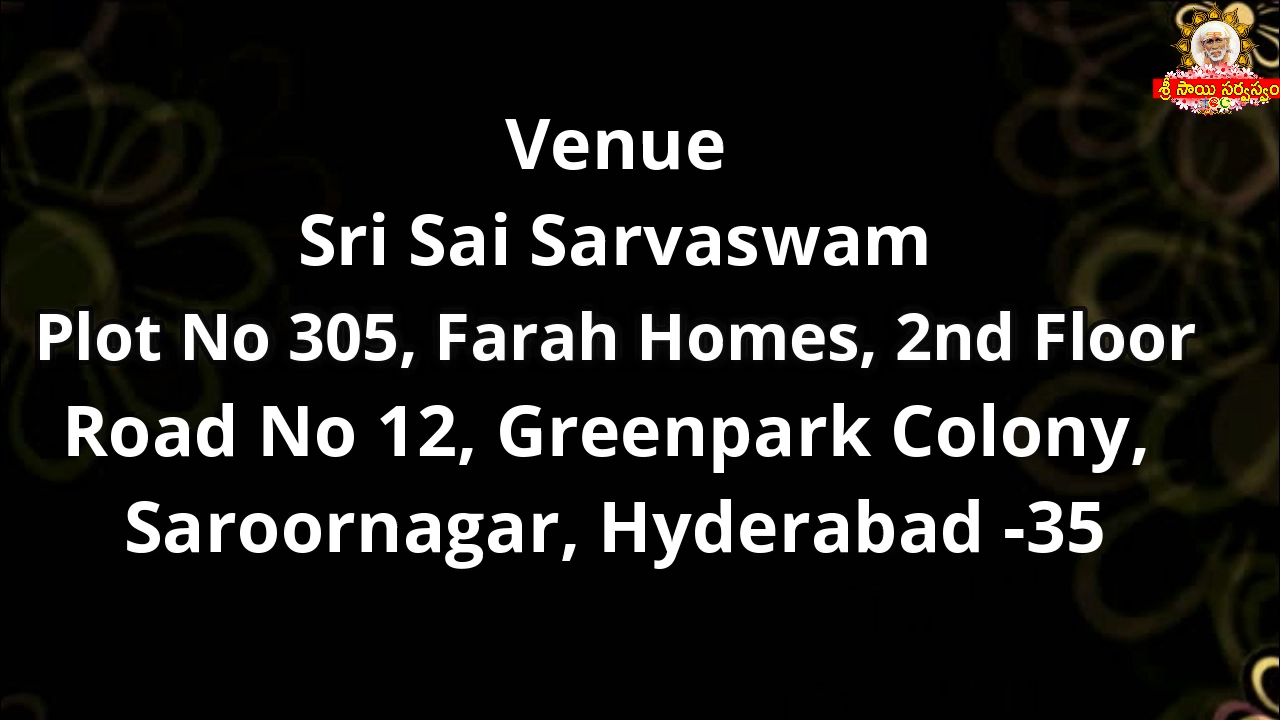 శ్రీ సాయి సర్వస్వం
Venue
Sri Sai Sarvaswam
Plot No 305, Farah Homes, 2nd Floor
Road No 12, Greenpark Colony,
Saroornagar, Hyderabad -35